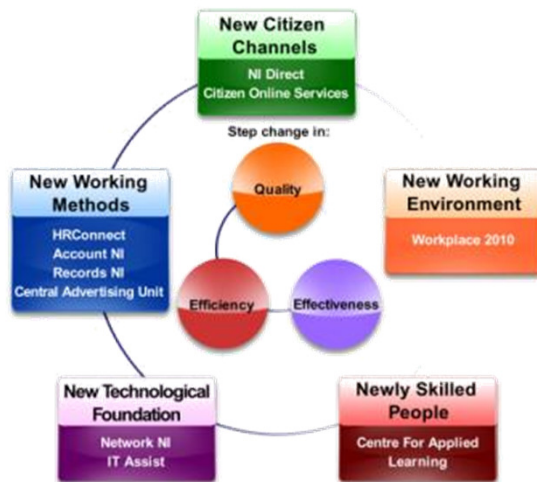 New Citizen
Channels
NI Direct
Citizen Online Services
Step change in:
Quality
New Working
Methods
HRConnect
Account NI
Records NI
Central Advertising Unit
New Working
Environment
Workplace 2010
Efficiency
Effectiveness
New Technological
Foundation
Network NI
IT Assist
Newly Skilled
People
Centre For Applied
Learning